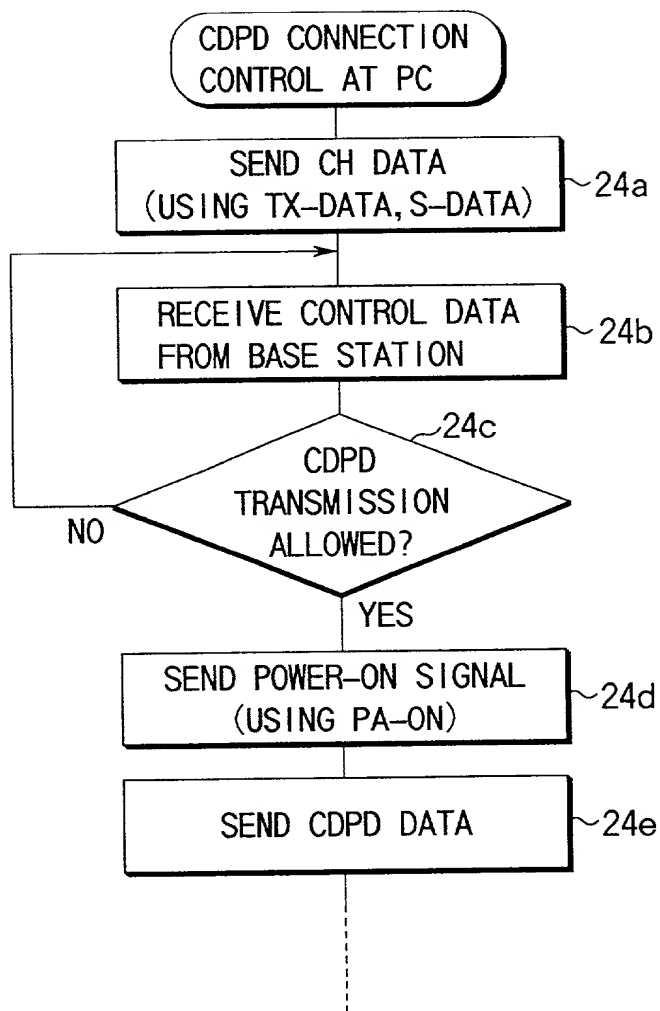 CDPD CONNECTION
CONTROL AT PC
SEND CH DATA
(USING TX-DATA, S-DATA)
24a
RECEIVE CONTROL DATA
FROM BASE STATION
24b
24c
CDPD
TRANSMISSION
ALLOWED?
NO
YES
SEND POWER-ON SIGNAL
(USING PA-ON)
24d
SEND CDPD DATA
24e